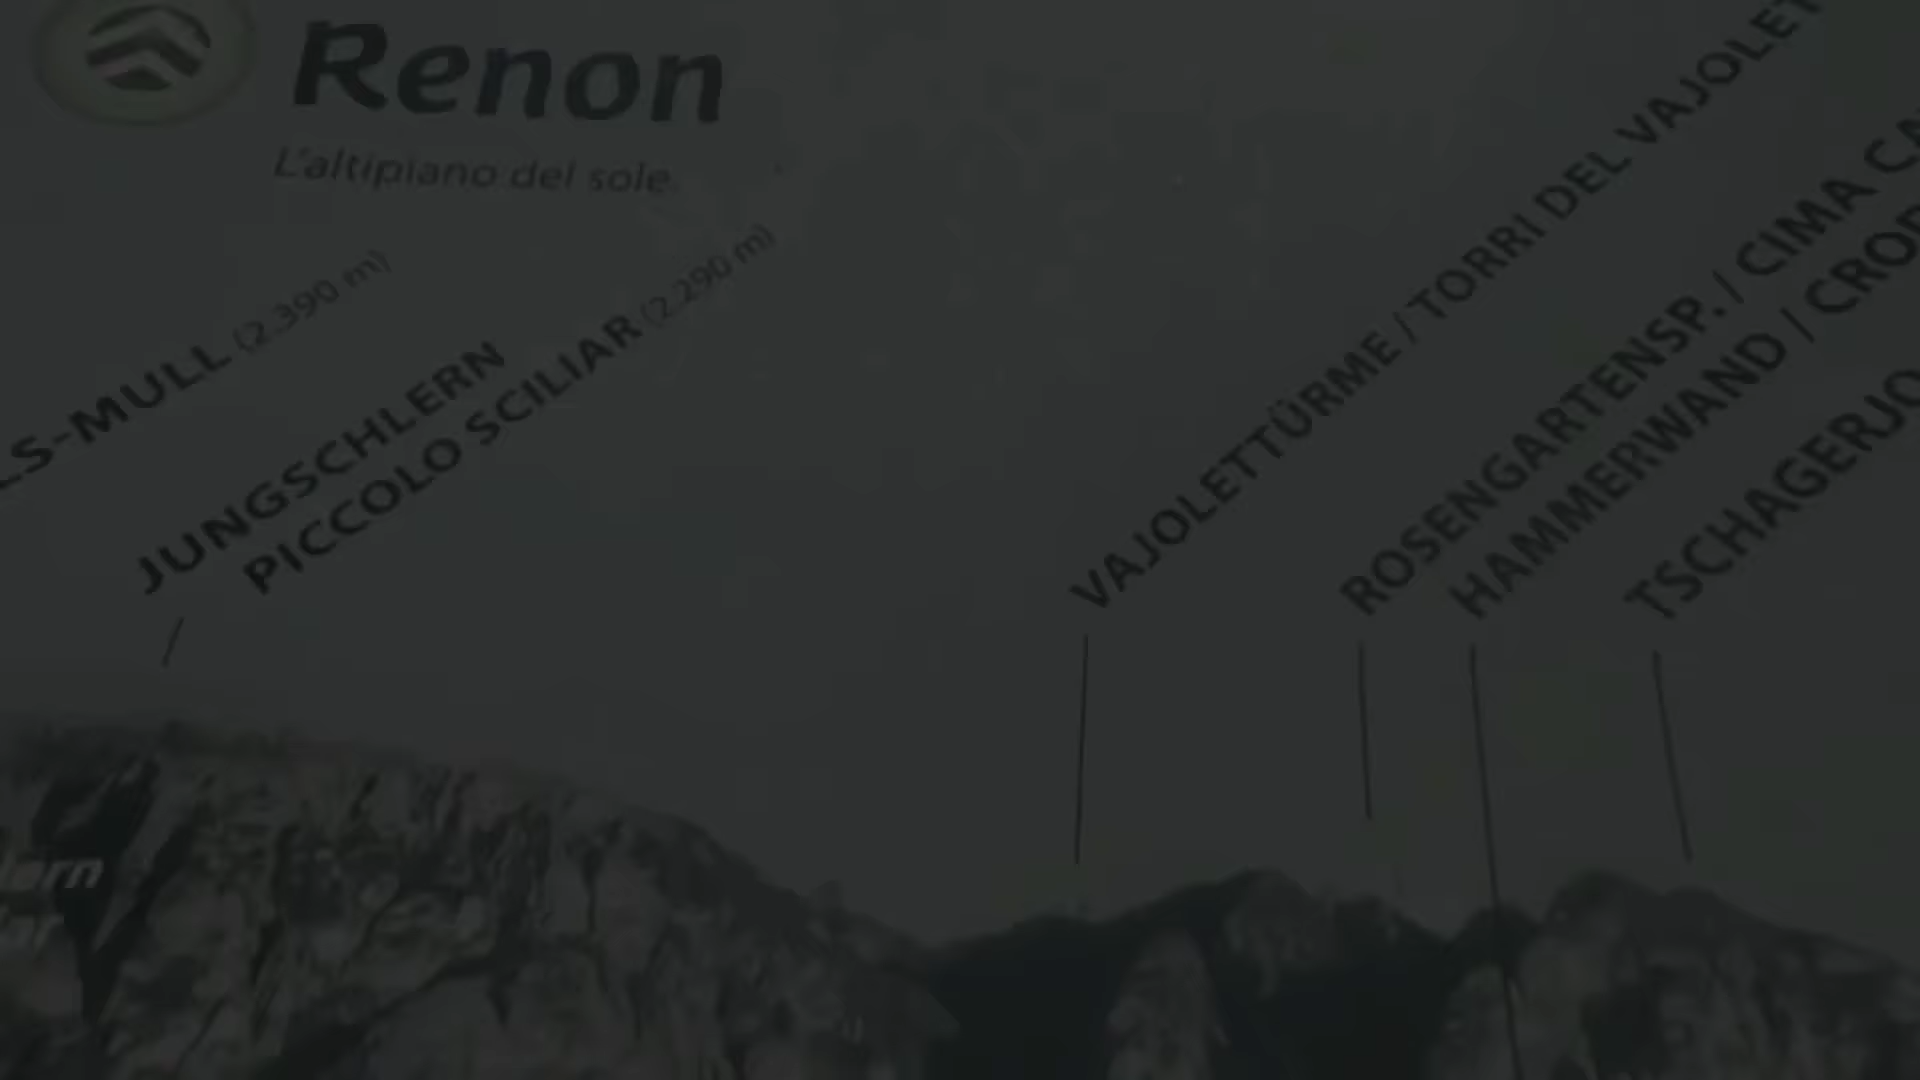 Renon
L'altipiano del sole
LS-MULL (2.390 m)
JUNGSCHLERN
PICCOLO SCILIAR (2.290 m)
VAJOLETTÜRME / TORRI DEL VAJOLET
ROSENGARTENSP. / CIMA CA
HAMMERWAND / CROD
TSCHAGERJO